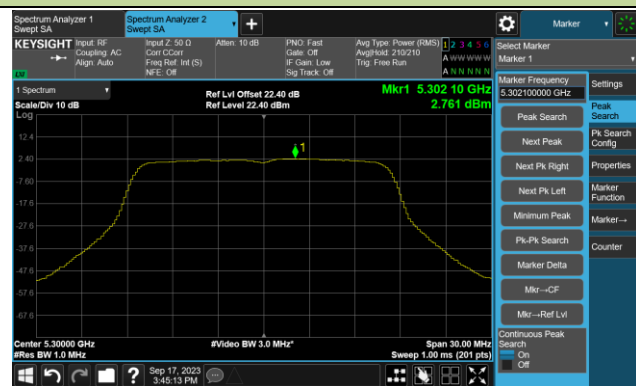 Spectrum Analyzer 1
Swept SA
Spectrum Analyzer 2
Swept SA
Marker
KEYSIGHT
Input: RF
Coupling: AC
Align: Auto
Input Z: 50 Ω
Corr CCorr
Freq Ref: Int (S)
NFE: Off
Atten: 10 dB
PNO: Fast
Gate: Off
IF Gain: Low
Sig Track: Off
Avg Type: Power (RMS)
Avg|Hold: 210/210
Trig: Free Run
1 2 3 4 5 6
A W W W W W
A N N N N N
LW
Select Marker
Marker 1
1 Spectrum
Scale/Div 10 dB
Log
Ref Lvl Offset 22.40 dB
Ref Level 22.40 dBm
Mkr1 5.302 10 GHz
2.761 dBm
12.4
2.40
-7.60
-17.6
-27.6
-37.6
-47.6
-57.6
-67.6
1
Center 5.30000 GHz
#Res BW 1.0 MHz
#Video BW 3.0 MHz*
Span 30.00 MHz
Sweep 1.00 ms (201 pts)
Marker Frequency
5.302100000 GHz
Peak Search
Next Peak
Next Pk Right
Next Pk Left
Minimum Peak
Pk-Pk Search
Marker Delta
Mkr→CF
Mkr→Ref Lvl
Continuous Peak
Search
On
Off
Settings
Peak
Search
Pk Search
Config
Properties
Marker
Function
Marker→
Counter
Sep 17, 2023
3:45:13 PM